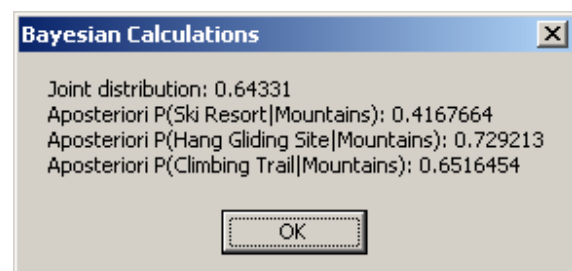 Bayesian Calculations
Joint distribution: 0.64331
Aposteriori P(Ski Resort|Mountains): 0.4167664
Aposteriori P(Hang Gliding Site|Mountains): 0.729213
Aposteriori P(Climbing Trail|Mountains): 0.6516454
OK